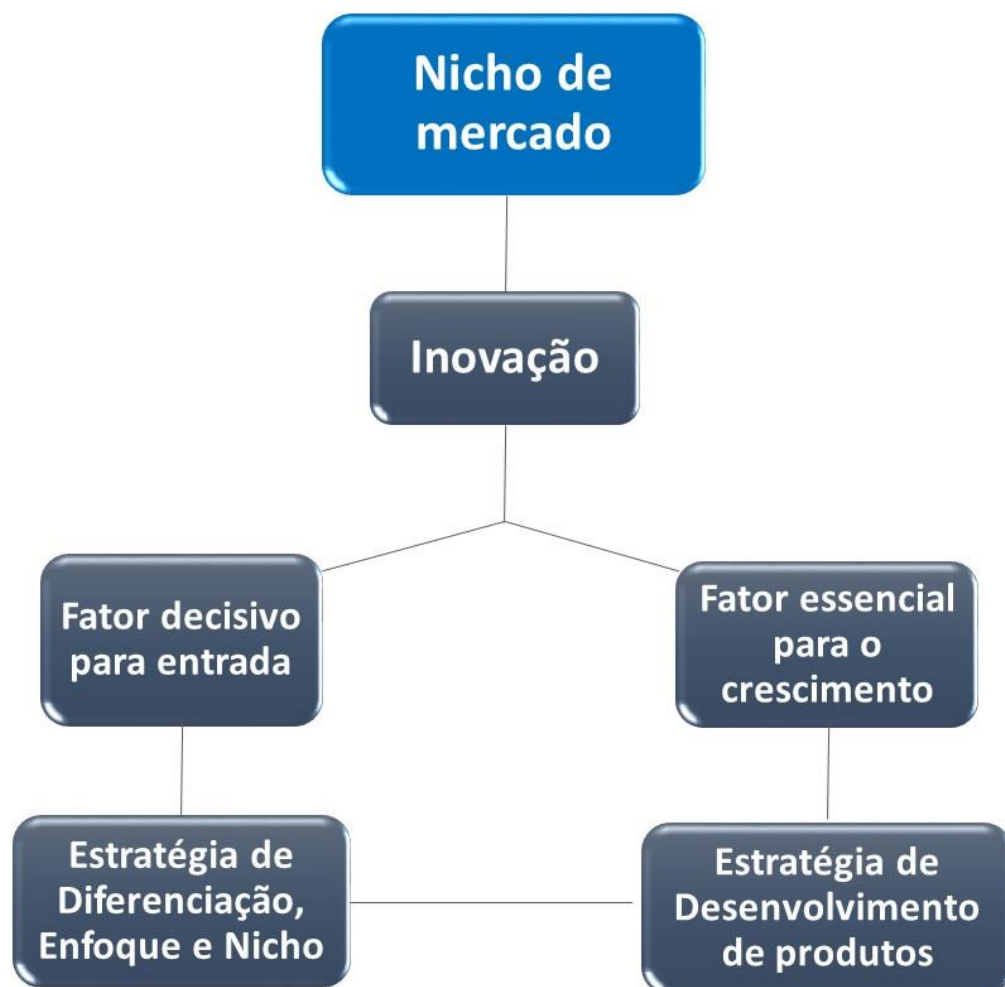 Nicho de
mercado
Inovação
Fator decisivo
para entrada
Fator essencial
para o
crescimento
Estratégia de
Diferenciação,
Enfoque e Nicho
Estratégia de
Desenvolvimento
de produtos